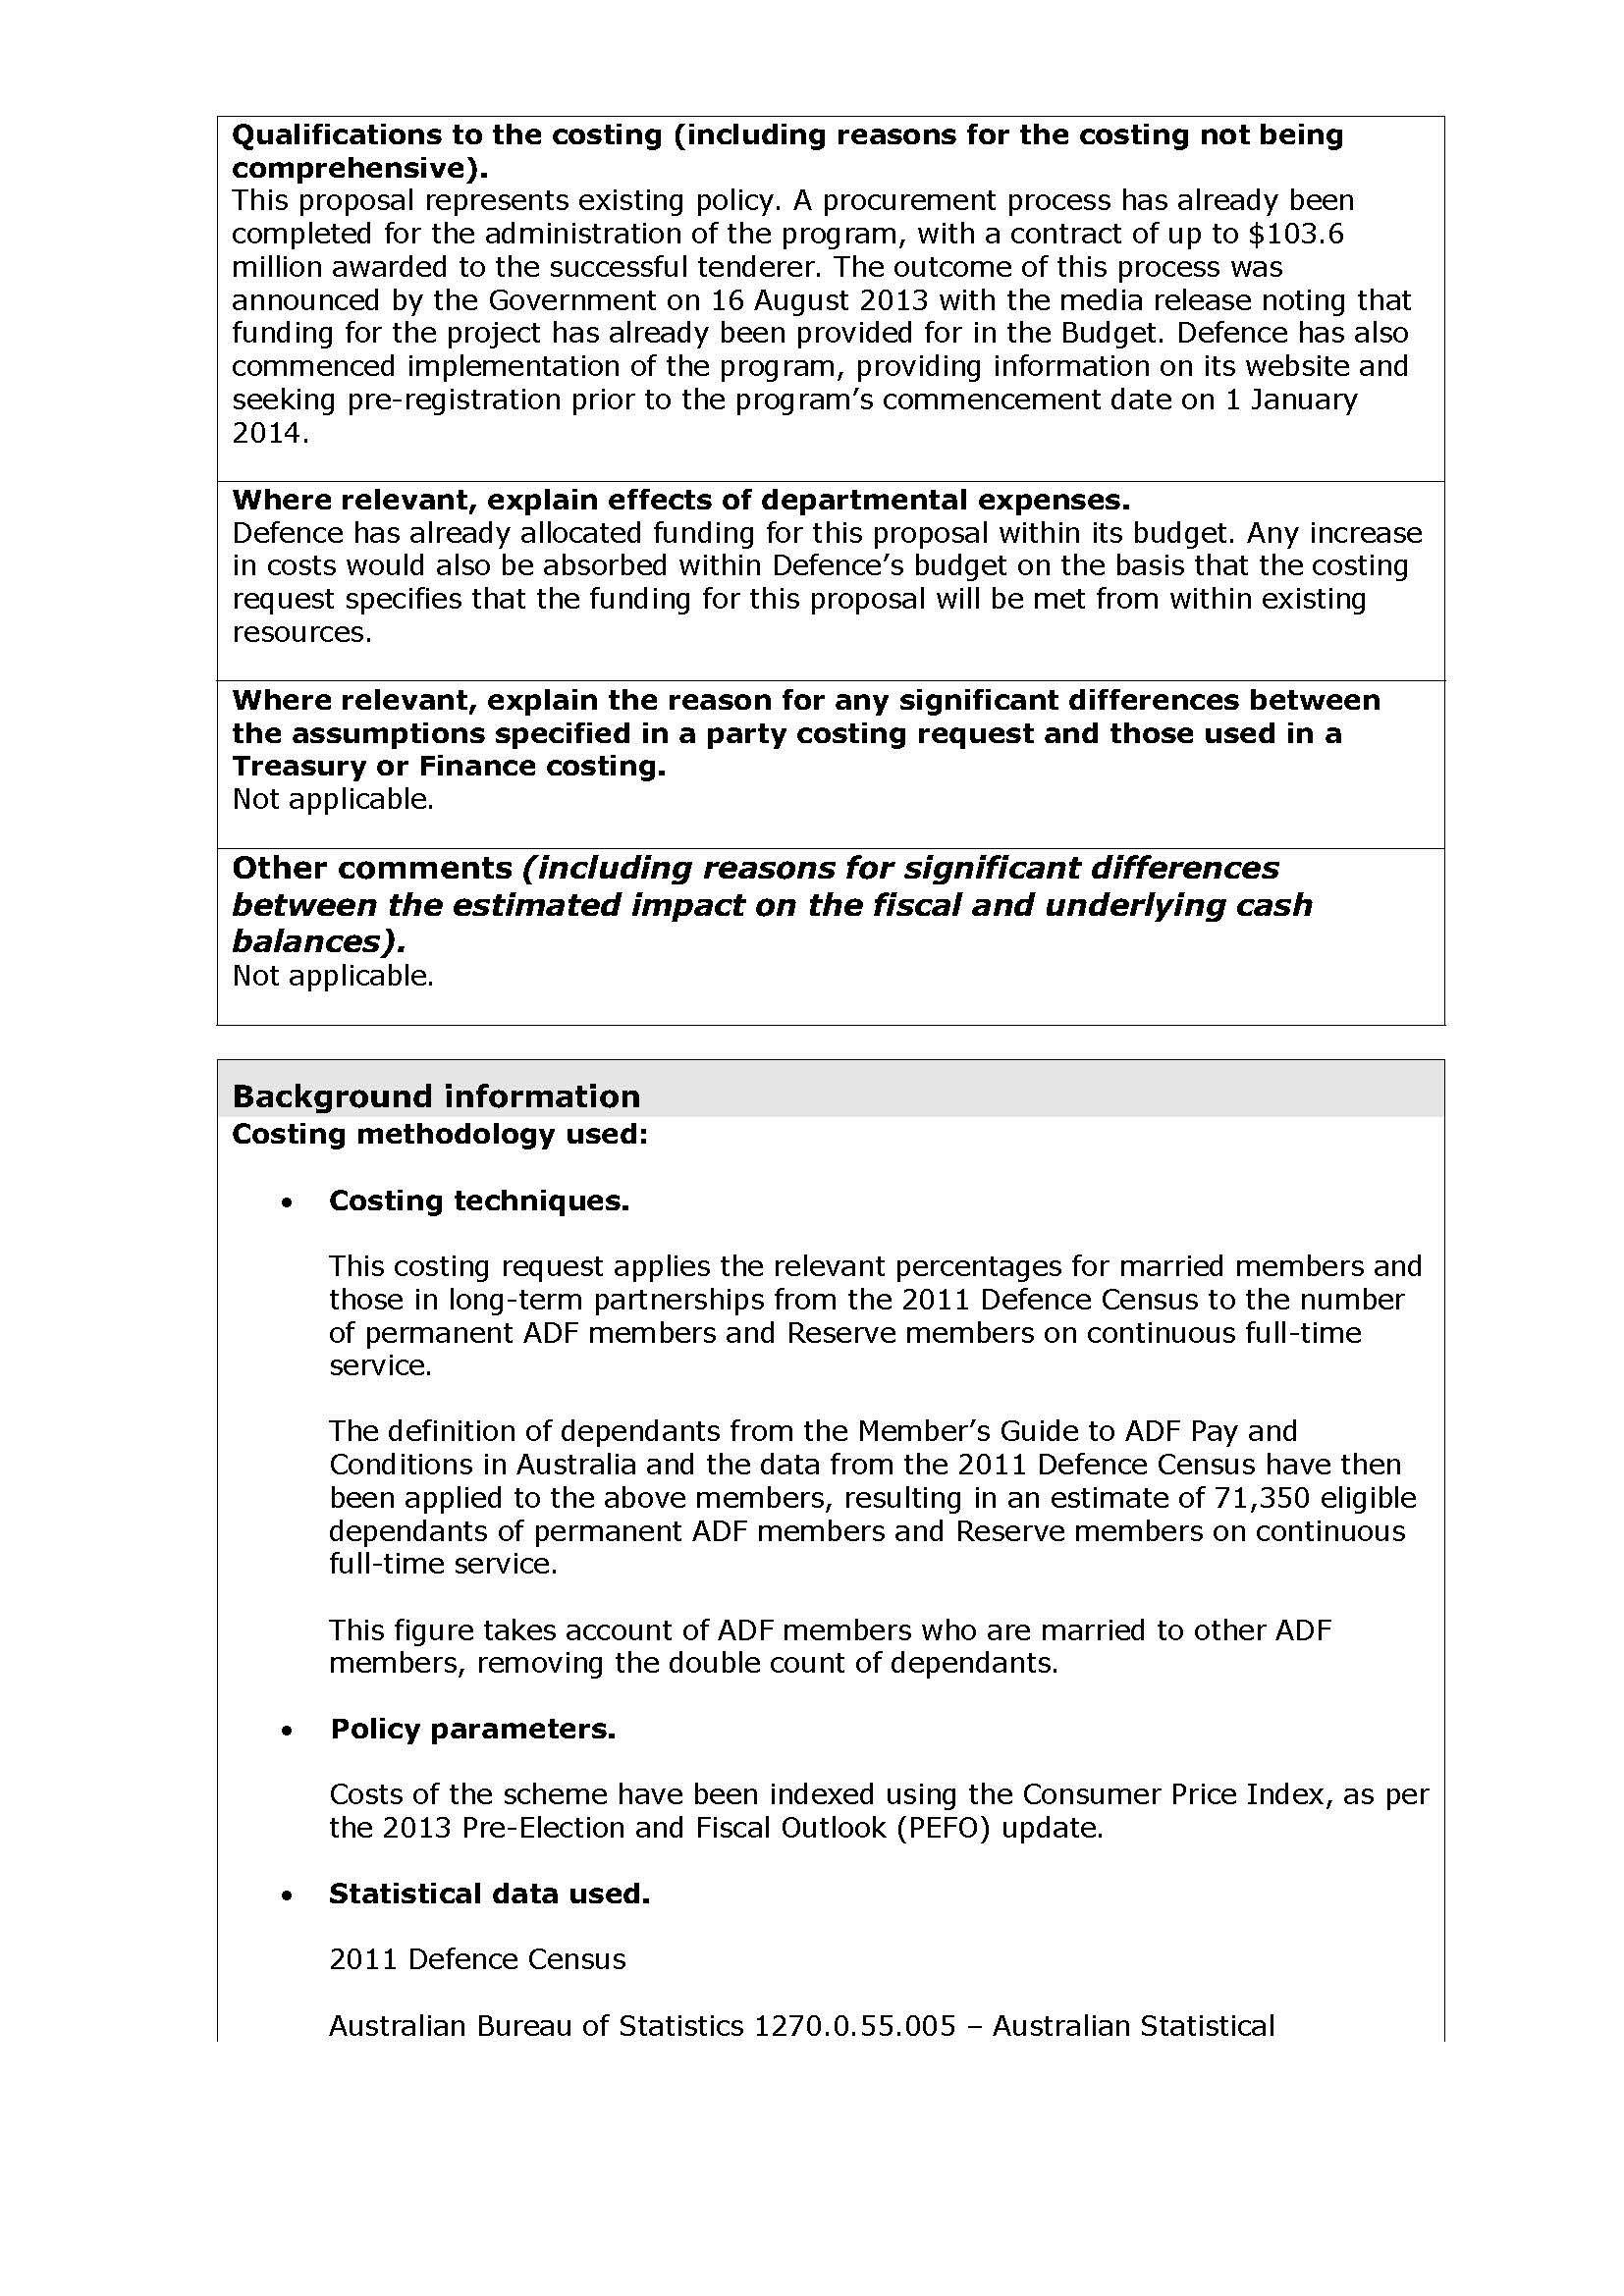 Qualifications to the costing (including reasons for the costing not being
comprehensive).
This proposal represents existing policy. A procurement process has already been
completed for the administration of the program, with a contract of up to $103.6
million awarded to the successful tenderer. The outcome of this process was
announced by the Government on 16 August 2013 with the media release noting that
funding for the project has already been provided for in the Budget. Defence has also
commenced implementation of the program, providing information on its website and
seeking pre-registration prior to the program’s commencement date on 1 January
2014.
Where relevant, explain effects of departmental expenses.
Defence has already allocated funding for this proposal within its budget. Any increase
in costs would also be absorbed within Defence’s budget on the basis that the costing
request specifies that the funding for this proposal will be met from within existing
resources.
Where relevant, explain the reason for any significant differences between
the assumptions specified in a party costing request and those used in a
Treasury or Finance costing.
Not applicable.
Other comments (including reasons for significant differences
between the estimated impact on the fiscal and underlying cash
balances).
Not applicable.
Background information
Costing methodology used:
• Costing techniques.
This costing request applies the relevant percentages for married members and
those in long-term partnerships from the 2011 Defence Census to the number
of permanent ADF members and Reserve members on continuous full-time
service.
The definition of dependants from the Member’s Guide to ADF Pay and
Conditions in Australia and the data from the 2011 Defence Census have then
been applied to the above members, resulting in an estimate of 71,350 eligible
dependants of permanent ADF members and Reserve members on continuous
full-time service.
This figure takes account of ADF members who are married to other ADF
members, removing the double count of dependants.
• Policy parameters.
Costs of the scheme have been indexed using the Consumer Price Index, as per
the 2013 Pre-Election and Fiscal Outlook (PEFO) update.
• Statistical data used.
2011 Defence Census
Australian Bureau of Statistics 1270.0.55.005 – Australian Statistical